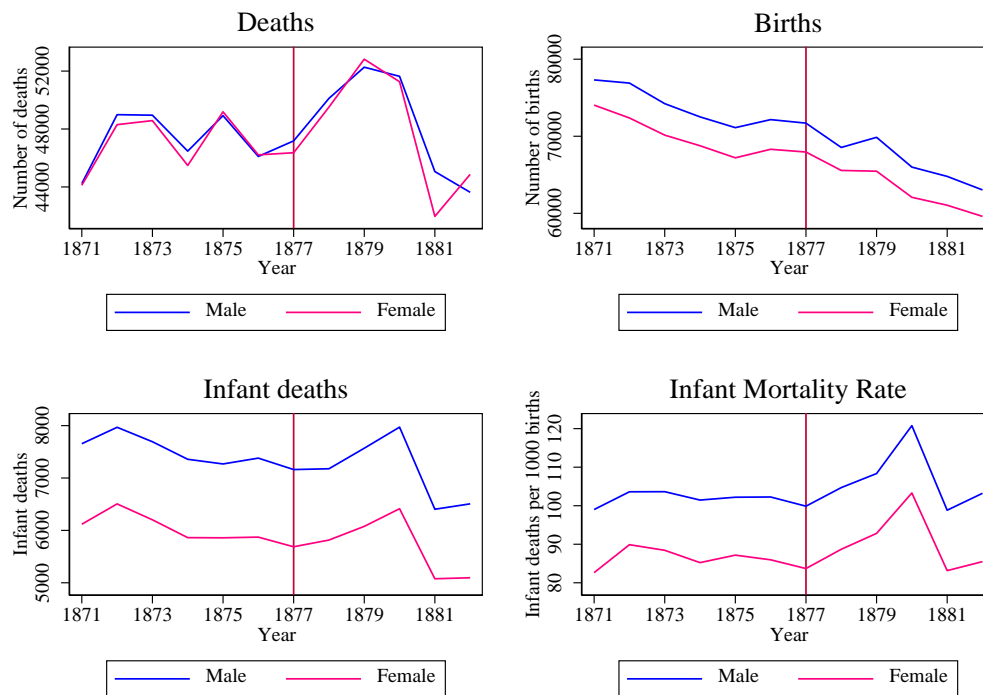 Deaths
Number of deaths
52000
48000
44000
1871 1873 1875 1877 1879 1881
Year
Male Female
Births
Number of births
80000
70000
60000
1871 1873 1875 1877 1879 1881
Year
Male Female
Infant deaths
Infant deaths
8000
7000
6000
5000
1871 1873 1875 1877 1879 1881
Year
Male Female
Infant Mortality Rate
Infant deaths per 1000 births
120
110
100
90
80
1871 1873 1875 1877 1879 1881
Year
Male Female